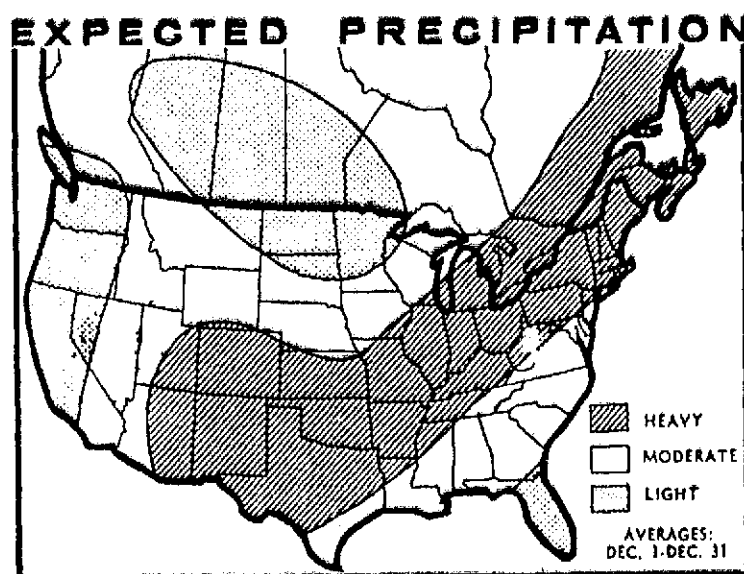 EXPECTED PRECIPITATION
HEAVY
MODERATE
LIGHT
AVERAGES:
DEC, 1-DEC. 31